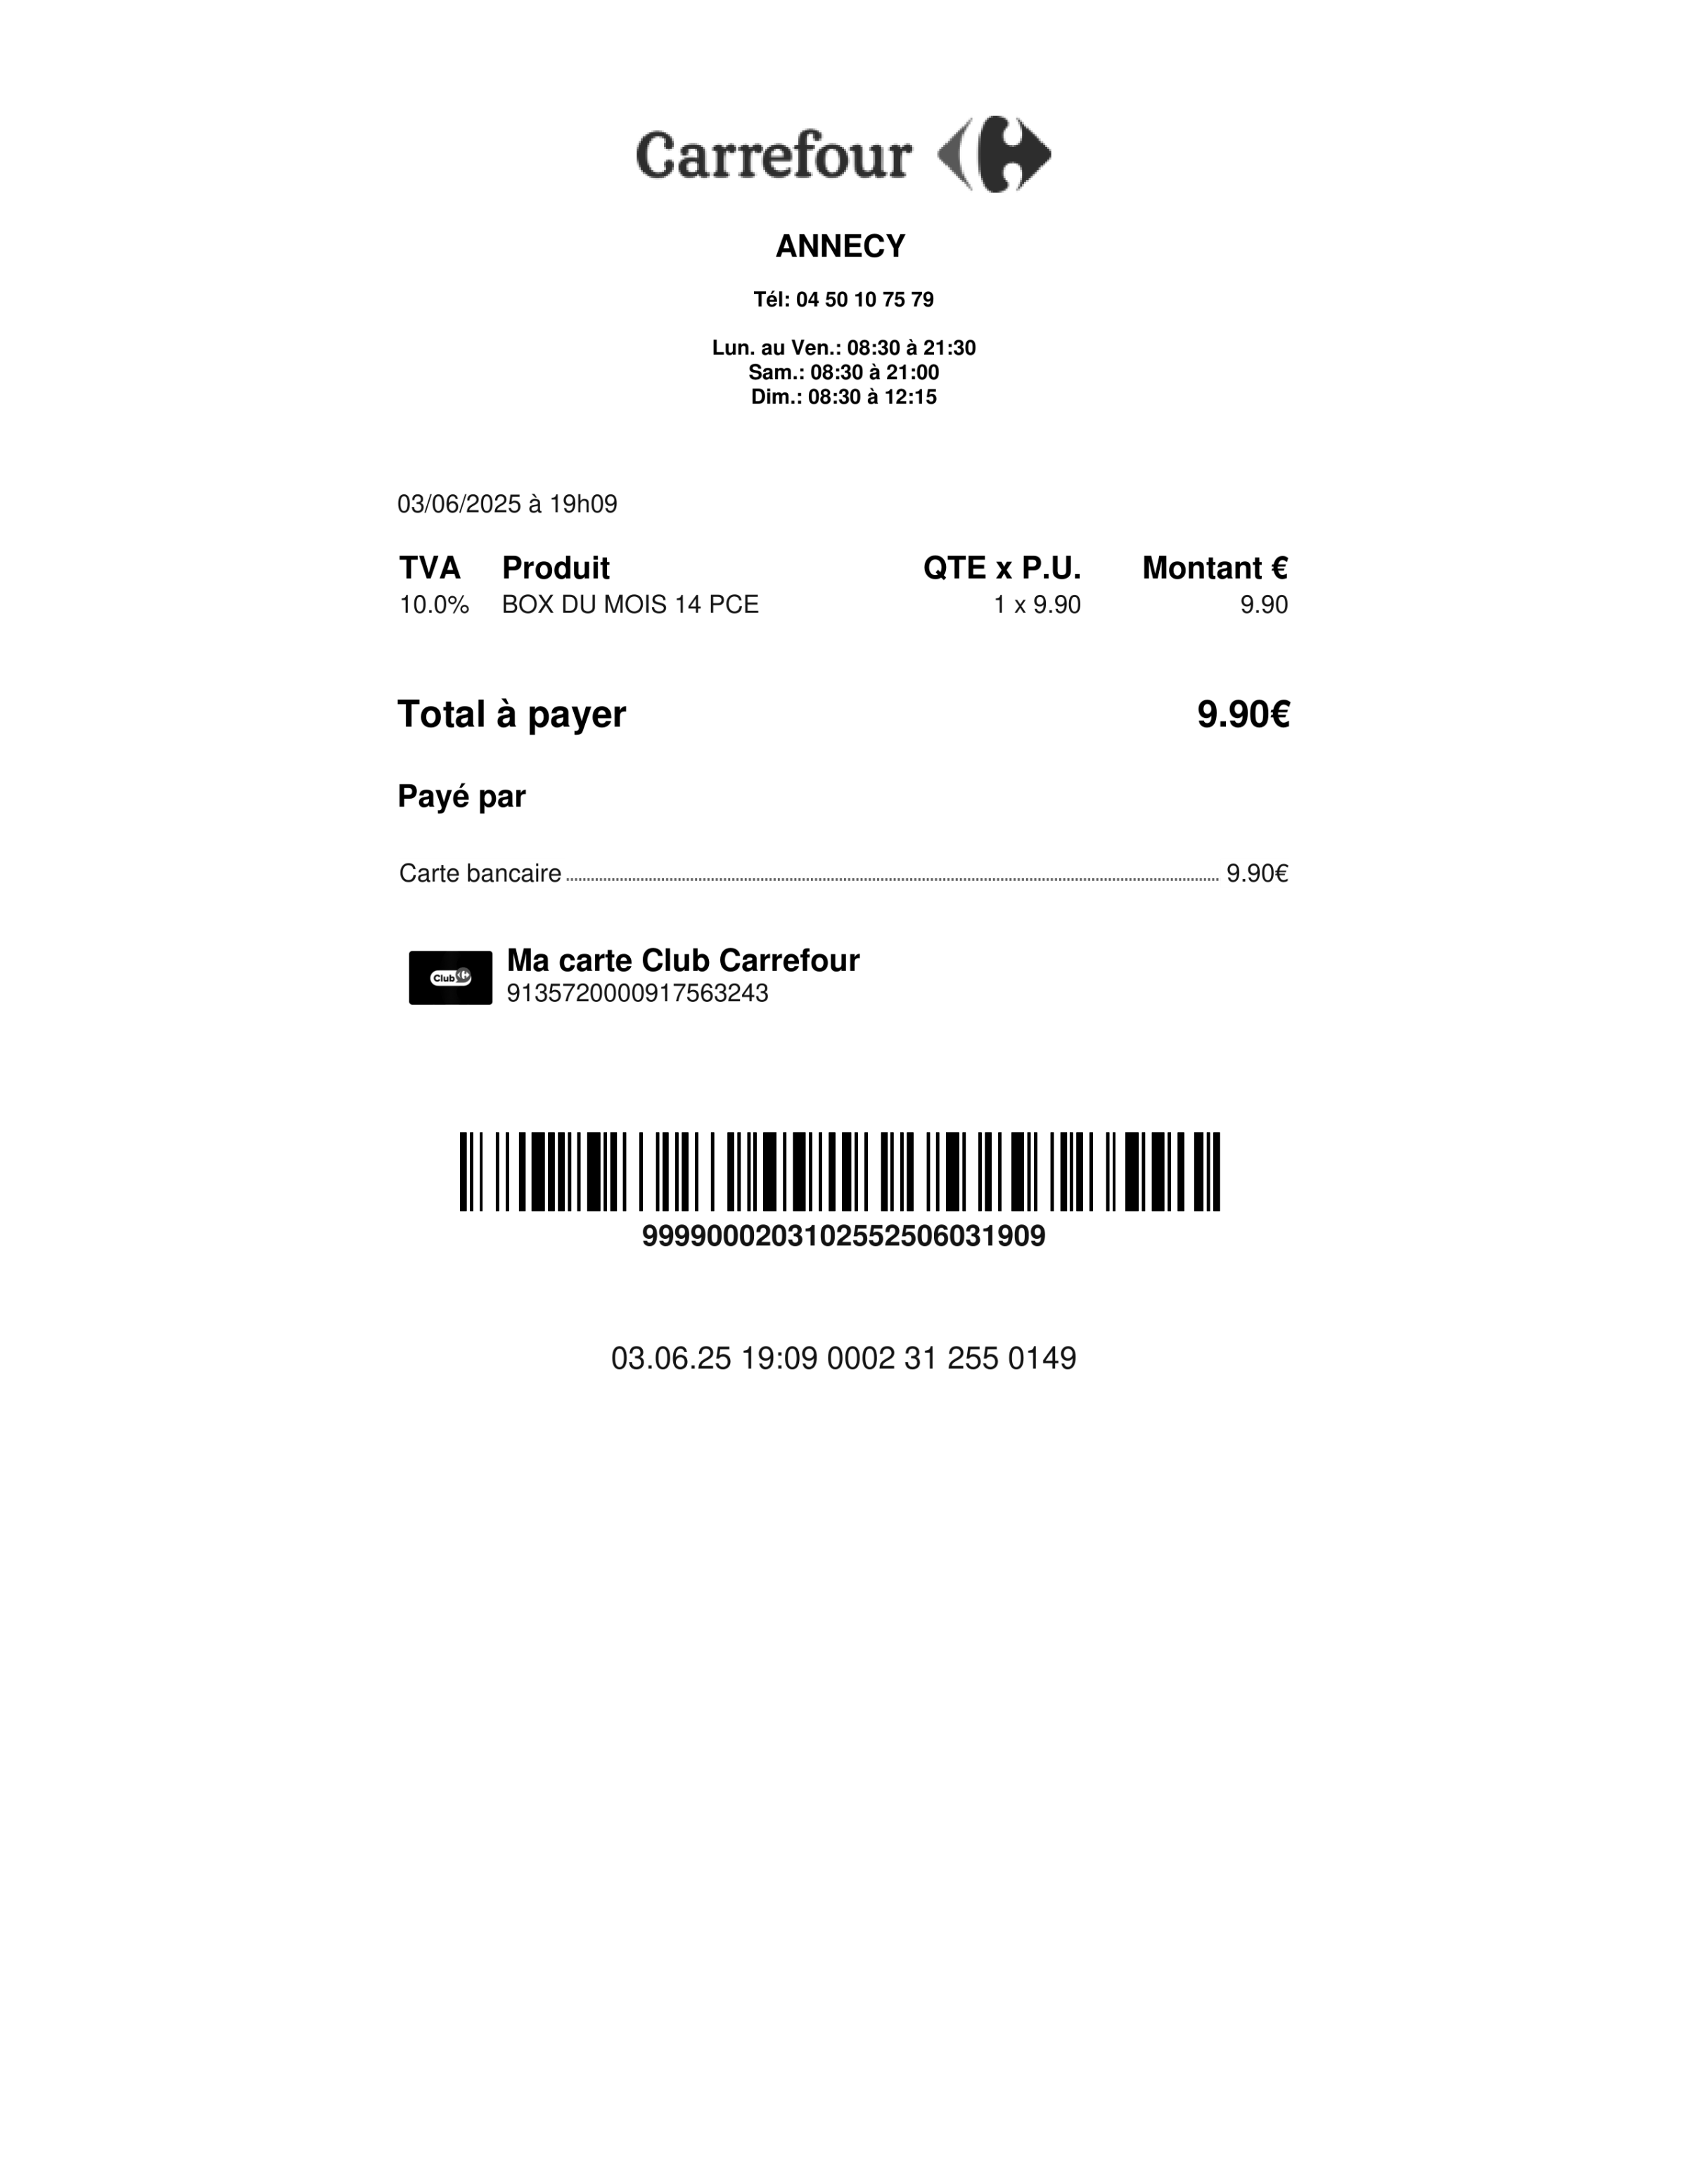 Carrefour
ANNECY
Tél: 04 50 10 75 79
Lun. au Ven.: 08:30 à 21:30
Sam.: 08:30 à 21:00
Dim.: 08:30 à 12:15
03/06/2025 à 19h09
TVA Produit QTE x P.U. Montant €
10.0% BOX DU MOIS 14 PCE 1 x 9.90 9.90
Total à payer 9.90€
Payé par
Carte bancaire 9.90€
Club
Ma carte Club Carrefour
9135720000917563243
9999000203102552506031909
03.06.25 19:09 0002 31 255 0149